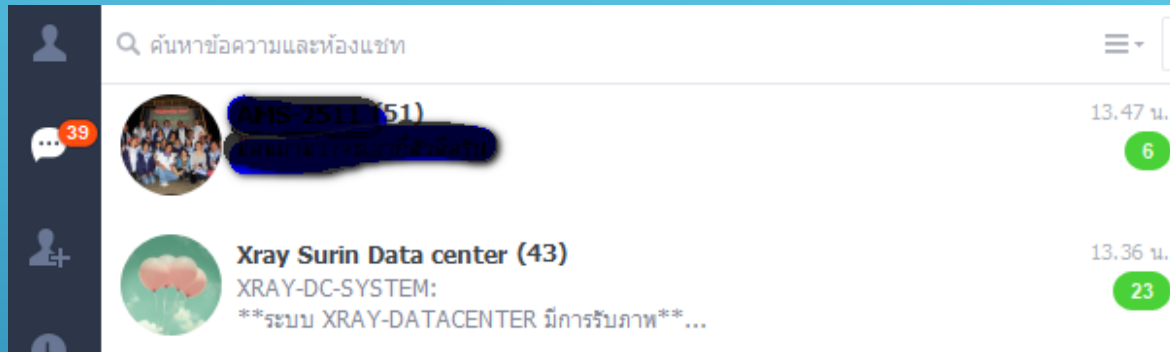 ค้นหาข้อความและห้องแชท
39
AMS-2511 (51)
13.47 น.
6
Xray Surin Data center (43)
13.36 น.
XRAY-DC-SYSTEM:
23
**ระบบ XRAY-DATACENTER มีการรับภาพ**...